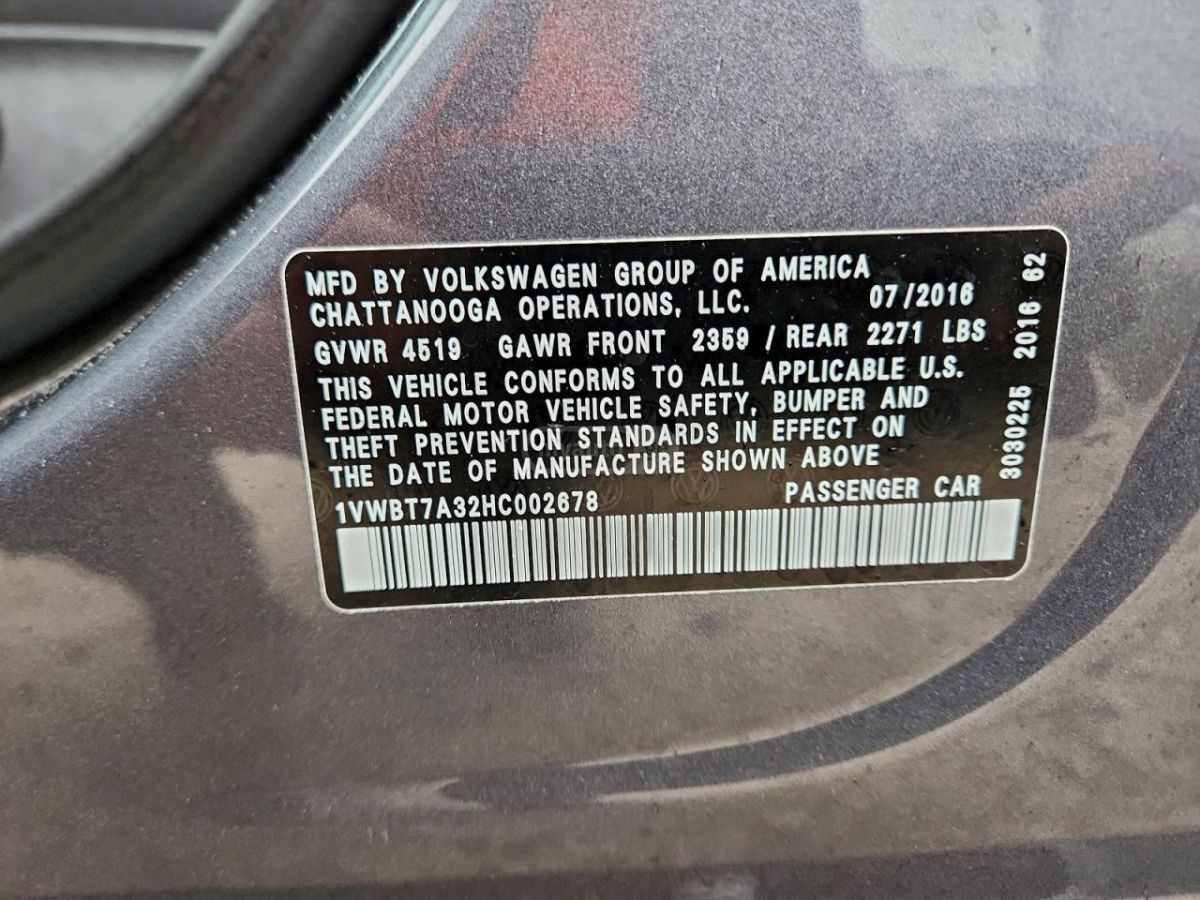 MFD BY VOLKSWAGEN GROUP OF AMERICA
CHATTANOOGA OPERATIONS, LLC. 07/2016
GVWR 4519 GAWR FRONT 2359 / REAR 2271 LBS
THIS VEHICLE CONFORMS TO ALL APPLICABLE U.S.
FEDERAL MOTOR VEHICLE SAFETY, BUMPER AND
THEFT PREVENTION STANDARDS IN EFFECT ON
THE DATE OF MANUFACTURE SHOWN ABOVE
1VWBT7A32HC002678 PASSENGER CAR
3030225 2016 62